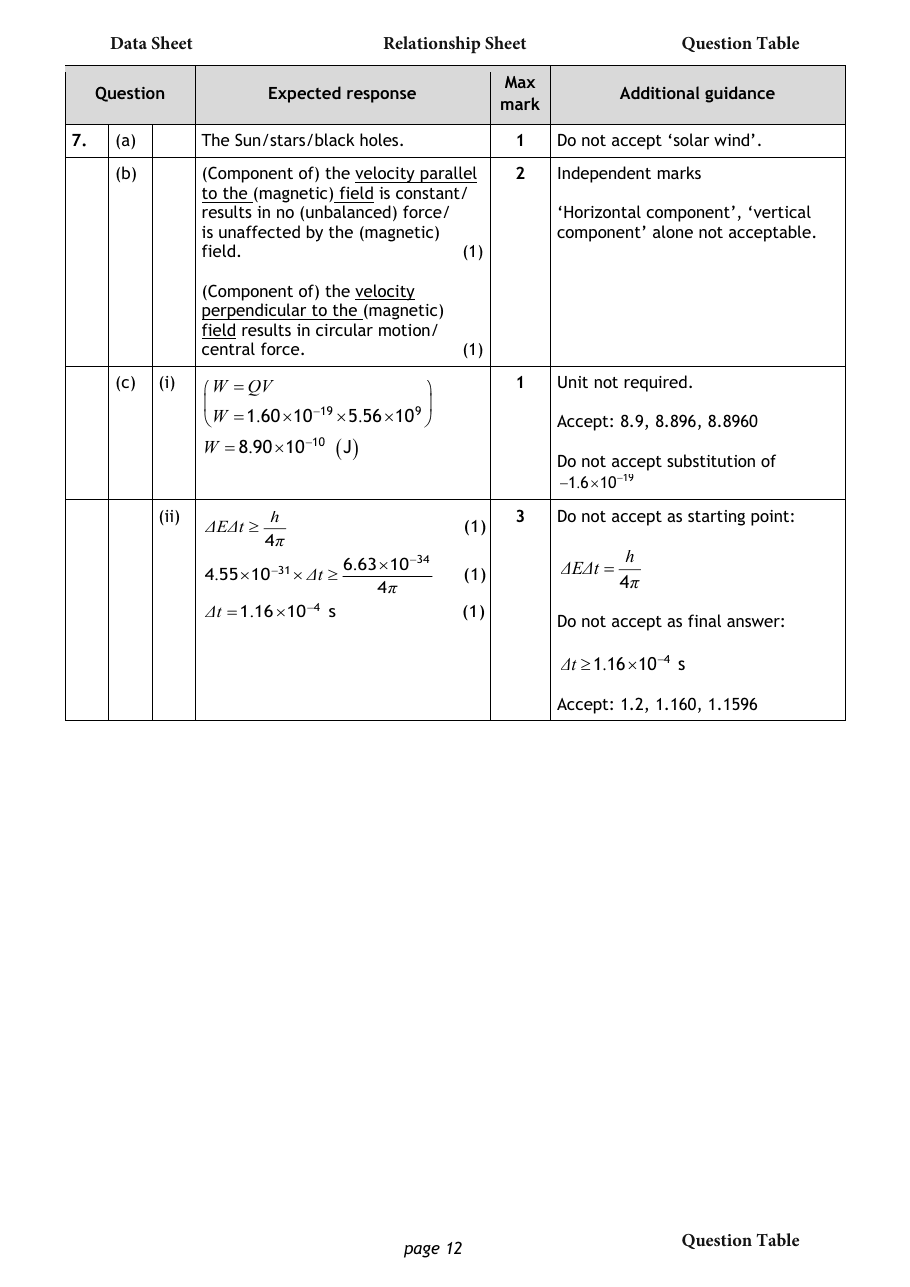 Data Sheet Relationship Sheet Question Table
Question Expected response Max mark Additional guidance
7. (a) The Sun/stars/black holes. 1 Do not accept ‘solar wind’.
(b) (Component of) the velocity parallel
to the (magnetic) field is constant/
results in no (unbalanced) force/
is unaffected by the (magnetic)
field. (1)
(Component of) the velocity
perpendicular to the (magnetic)
field results in circular motion/
central force. (1)
2
Independent marks
‘Horizontal component’, ‘vertical
component’ alone not acceptable.
(c) (i) (W = QV
W = 1.60×10⁻¹⁹×5.56×10⁹)
W = 8.90×10⁻¹⁰ (J)
1
Unit not required.
Accept: 8.9, 8.896, 8.8960
Do not accept substitution of
−1.6×10⁻¹⁹
(ii) ΔEΔt ≥ h/4π (1)
4.55×10⁻³¹×Δt ≥ 6.63×10⁻³⁴/4π (1)
Δt = 1.16×10⁻⁴ s (1)
3
Do not accept as starting point:
ΔEΔt = h/4π
Do not accept as final answer:
Δt ≥ 1.16×10⁻⁴ s
Accept: 1.2, 1.160, 1.1596
page 12 Question Table